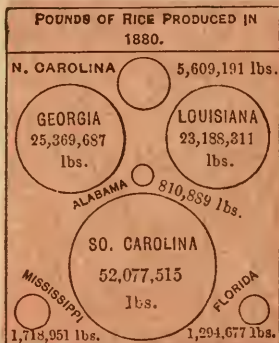 POUNDS OF RICE PRODUCED IN
1880.
N. CAROLINA 5,609,191 lbs.
GEORGIA
25,369,687
lbs.
LOUISIANA
23,188,311
lbs.
ALABAMA 810,889 lbs.
SO. CAROLINA
52,077,515
lbs.
MISSISSIPPI
1,718,951 lbs.
FLORIDA
1,294,677 lbs.